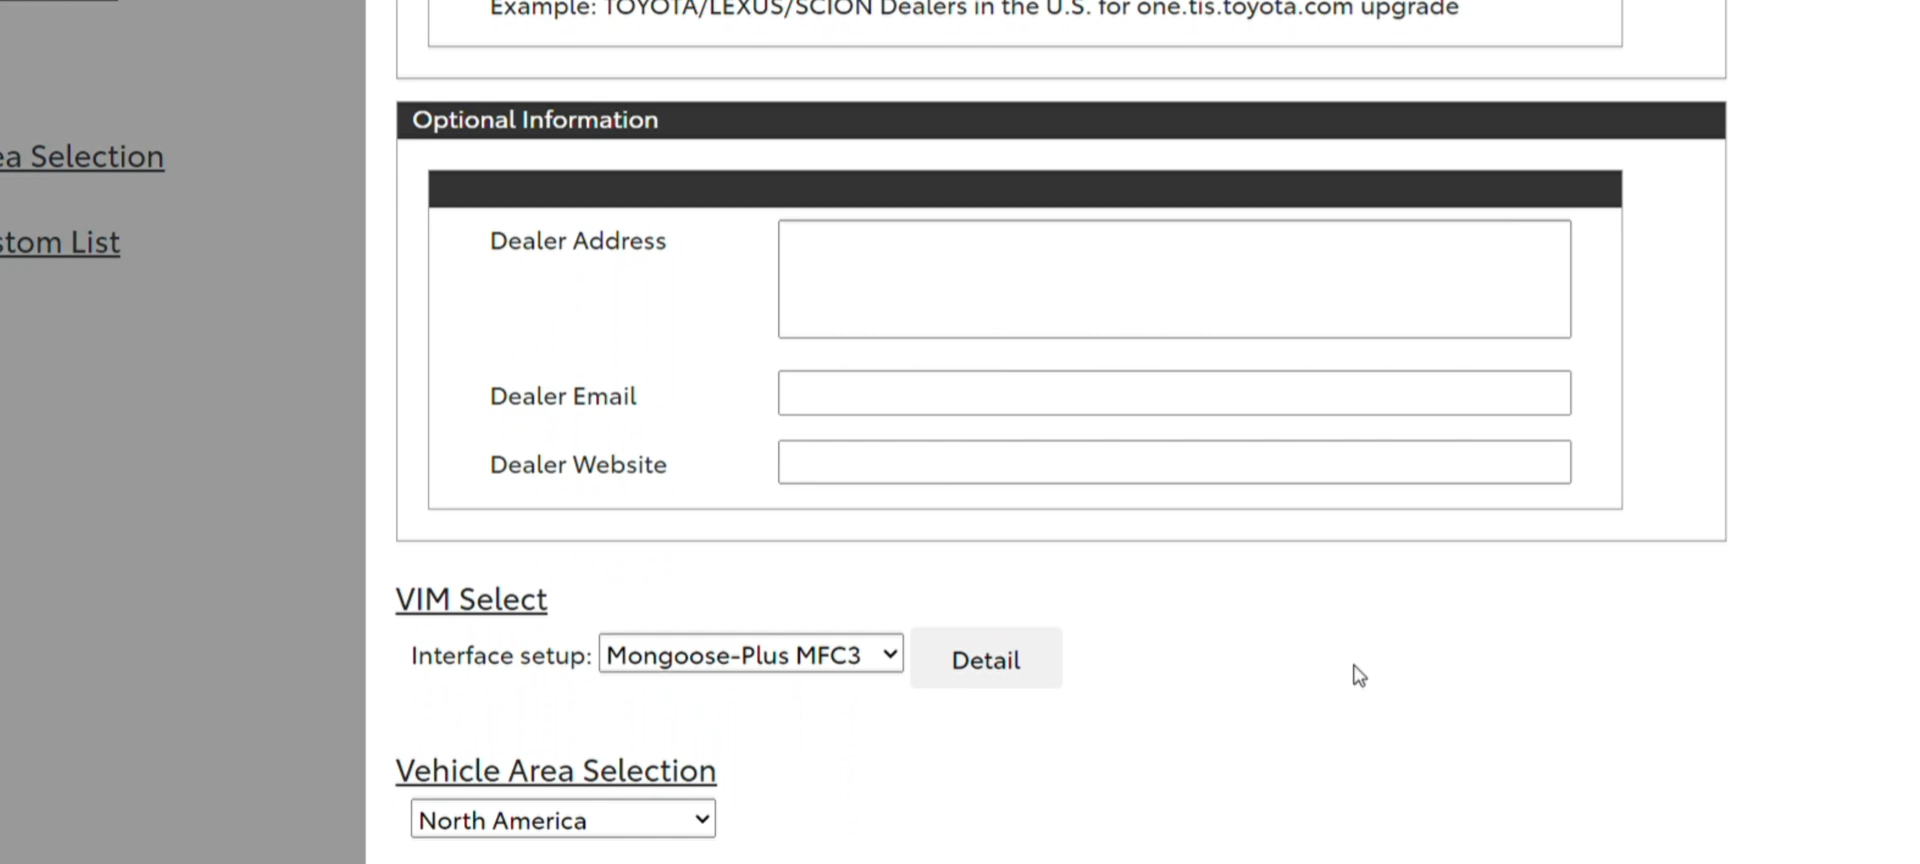 Example: TOYOTA/LEXUS/SCION Dealers in the U.S. for one.tis.toyota.com upgrade
Optional Information
ea Selection
stom List
Dealer Address
Dealer Email
Dealer Website
VIM Select
Interface setup: Mongoose-Plus MFC3 Detail
Vehicle Area Selection
North America